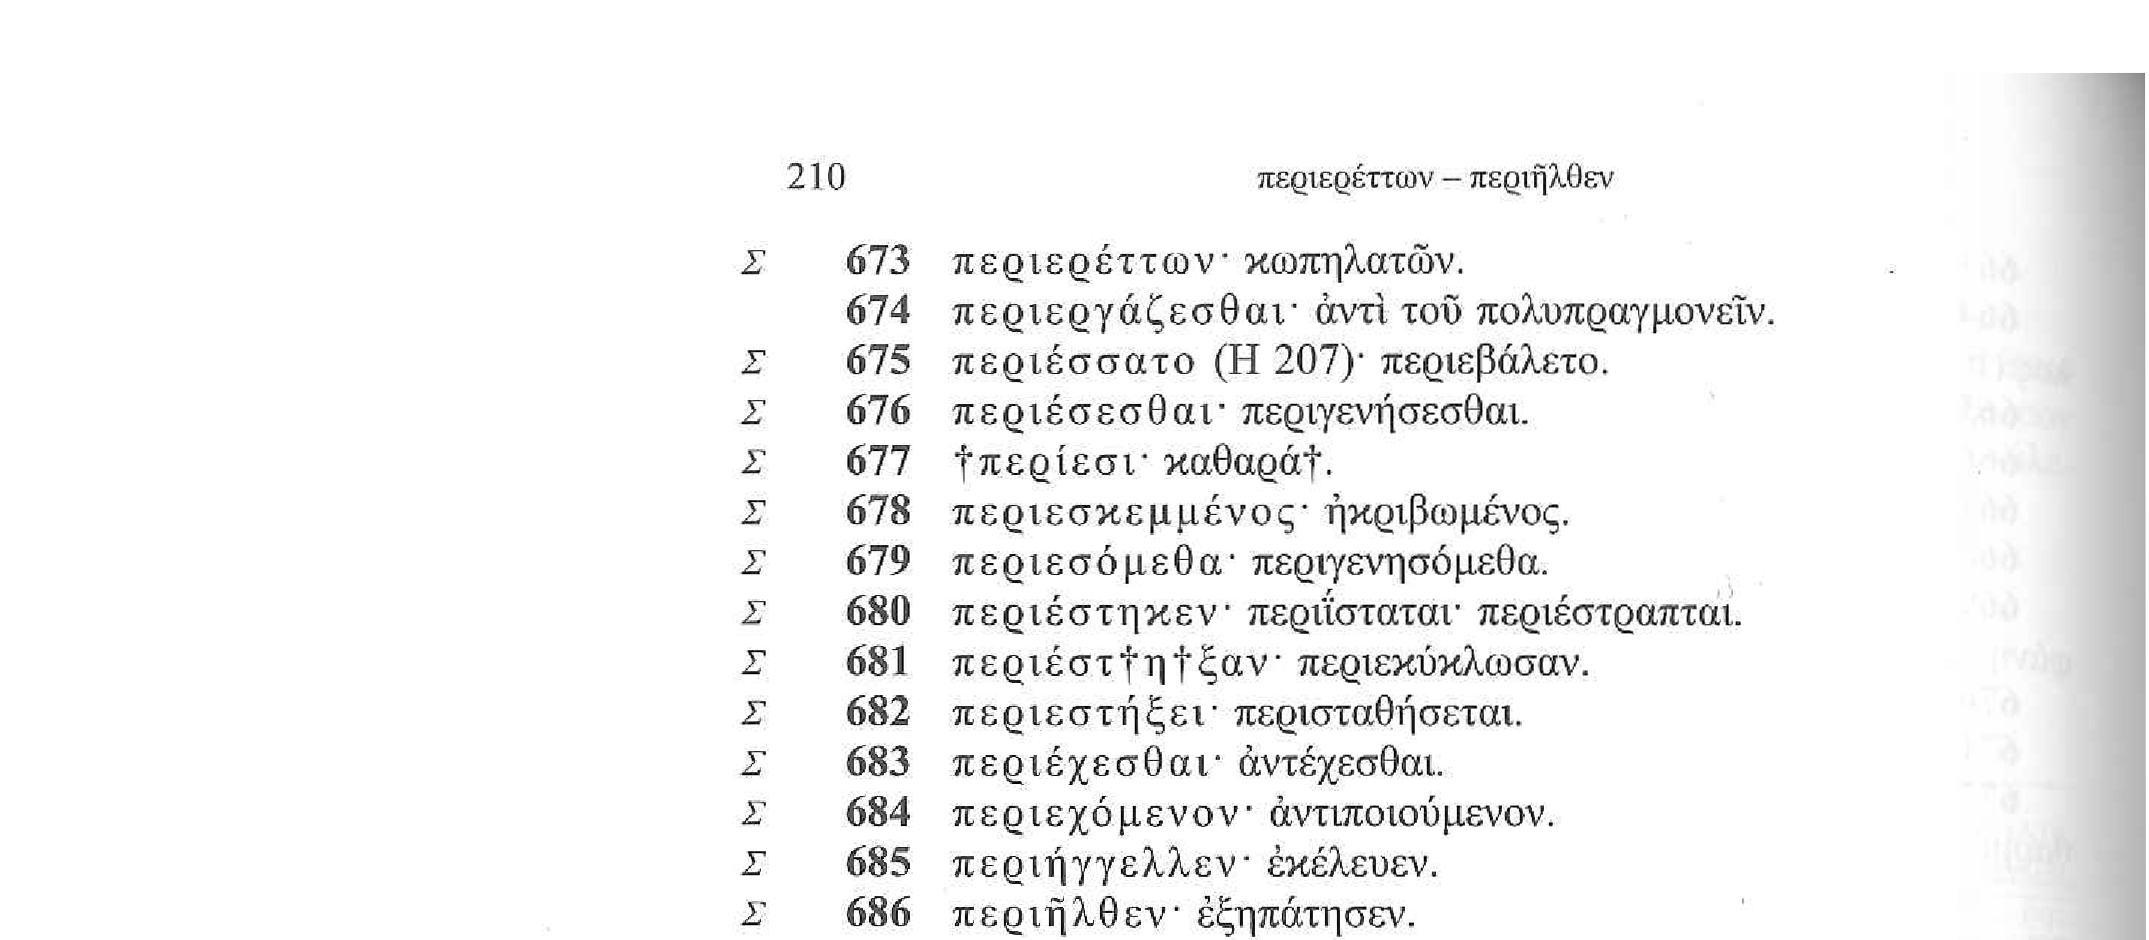 210 περιερέττων – περιῆλθεν
Σ 673 περιερέττων· κωπηλατῶν.
674 περιεργάζεσθαι· ἀντὶ τοῦ πολυπραγμονεῖν.
Σ 675 περιέσσατο (Η 207)· περιεβάλετο.
Σ 676 περιέσεσθαι· περιγενήσεσθαι.
Σ 677 †περίεσι· καθαρά†.
Σ 678 περιεσκεμμένος· ἠκριβωμένος.
Σ 679 περιεσόμεθα· περιγενησόμεθα.
Σ 680 περιέστηκεν· περιΐσταται· περιέστραπται.
Σ 681 περιέστ†η†ξαν· περιεκύκλωσαν.
Σ 682 περιεστήξει· περισταθήσεται.
Σ 683 περιέχεσθαι· ἀντέχεσθαι.
Σ 684 περιεχόμενον· ἀντιποιούμενον.
Σ 685 περιήγγελλεν· ἐκέλευεν.
Σ 686 περιῆλθεν· ἐξηπάτησεν.